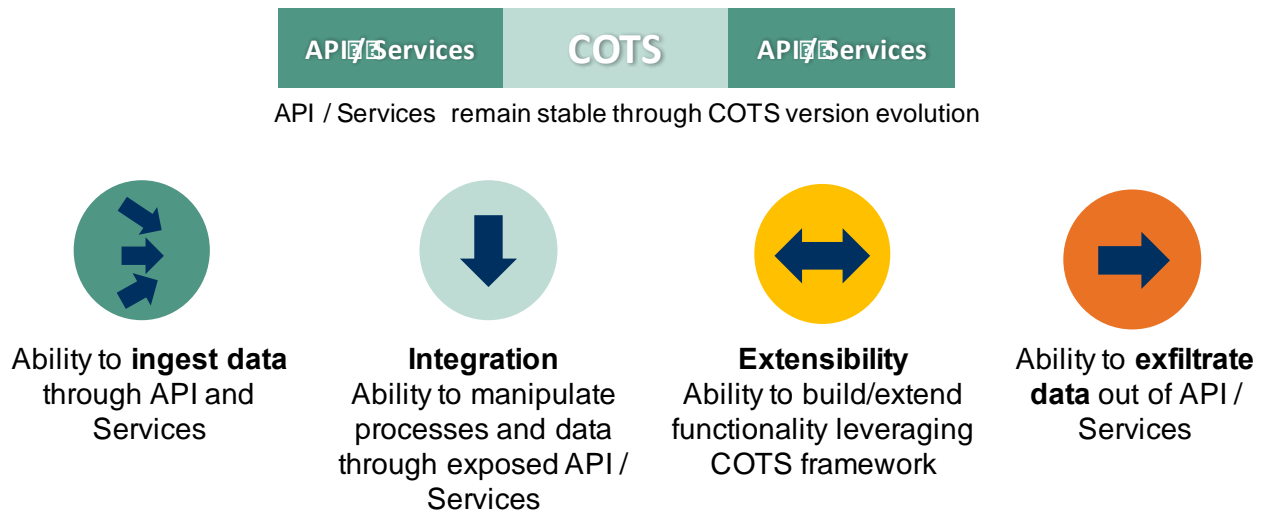 API / Services COTS API / Services
API / Services remain stable through COTS version evolution
Ability to ingest data
through API and
Services
Integration
Ability to manipulate
processes and data
through exposed API /
Services
Extensibility
Ability to build/extend
functionality leveraging
COTS framework
Ability to exfiltrate
data out of API /
Services